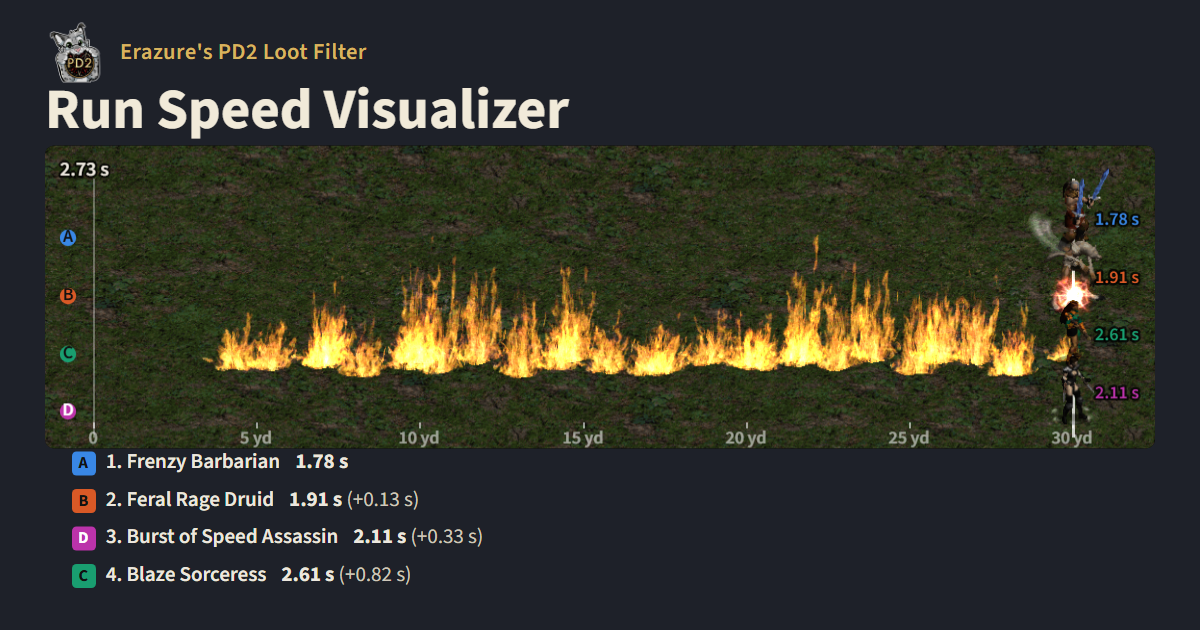 PD2
Erazure's PD2 Loot Filter
Run Speed Visualizer
2.73 s
A
1.78 s
B
1.91 s
C
2.61 s
D
2.11 s
0 5 yd 10 yd 15 yd 20 yd 25 yd 30 yd
A 1. Frenzy Barbarian 1.78 s
B 2. Feral Rage Druid 1.91 s (+0.13 s)
D 3. Burst of Speed Assassin 2.11 s (+0.33 s)
C 4. Blaze Sorceress 2.61 s (+0.82 s)